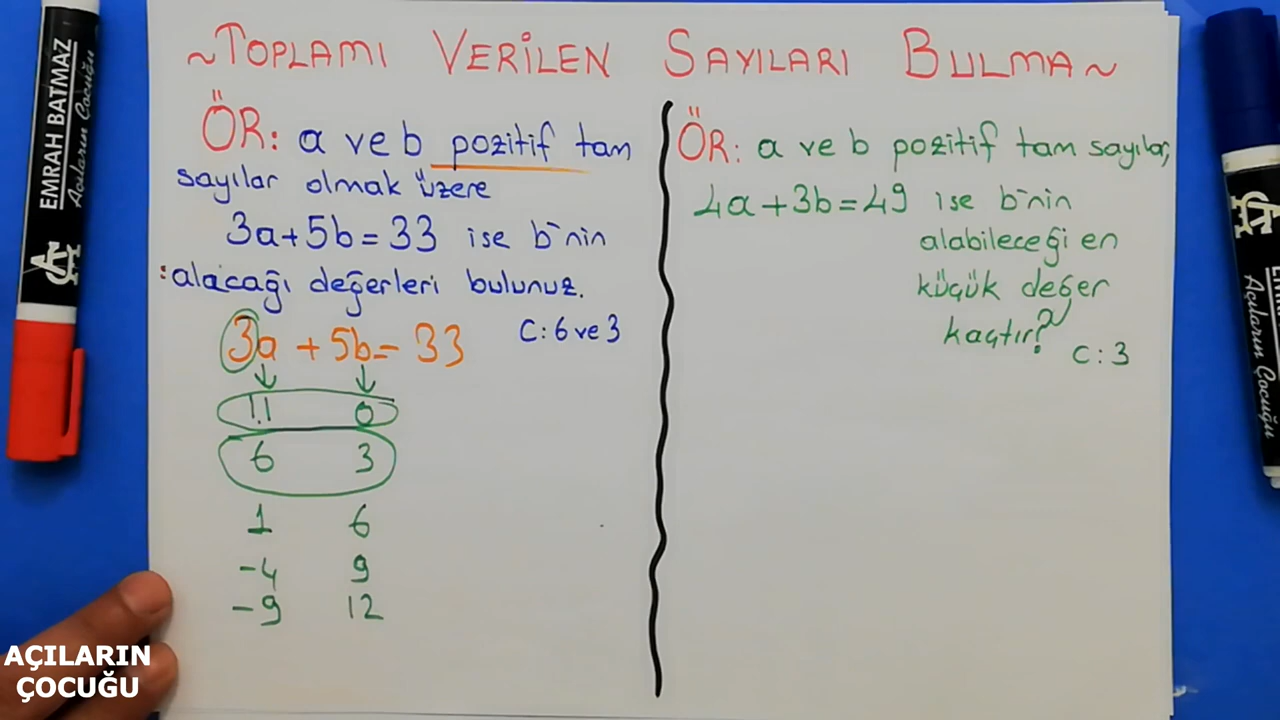 ~TOPLAMI VERİLEN SAYILARI BULMA~
ÖR: a ve b pozitif tam
sayılar olmak üzere
3a+5b=33 ise b'nin
alacağı değerleri bulunuz.
C: 6 ve 3
3a + 5b = 33
11 0
6 3
1 6
-4 9
-9 12
ÖR: a ve b pozitif tam sayılar,
4a+3b=49 ise b'nin
alabileceği en
küçük değer
kaçtır?
C: 3
EMRAH BATMAZ
Açıların Çocuğu
Açıların Çocuğu
AÇILARIN
ÇOCUĞU